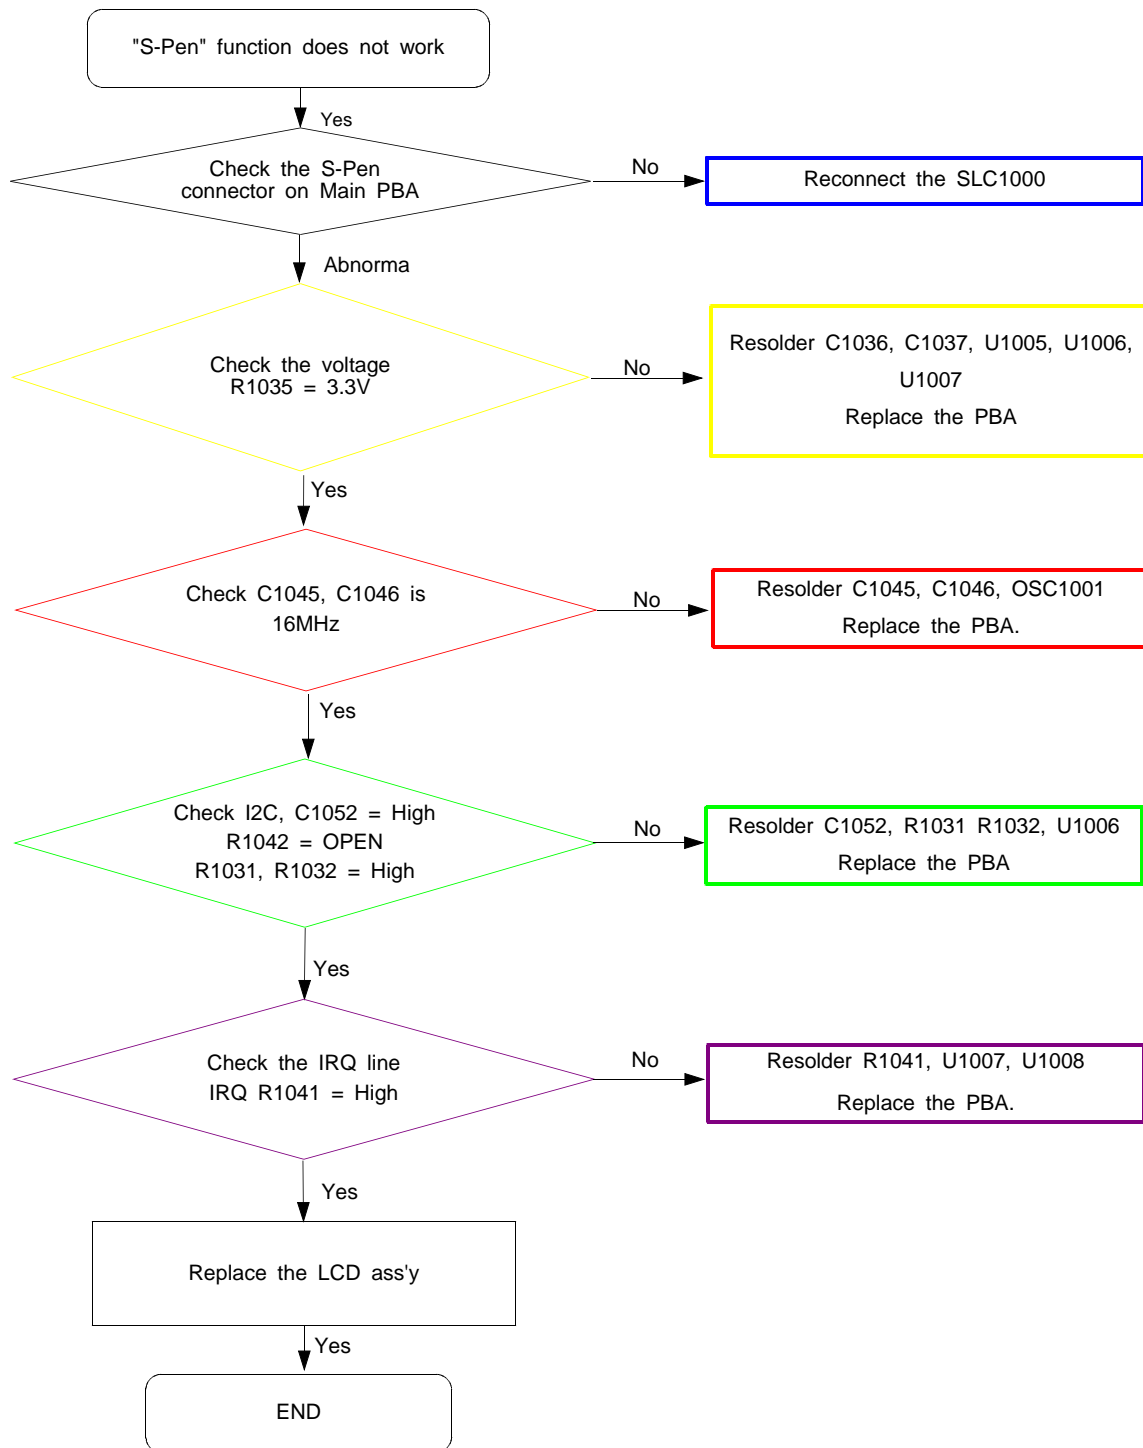 "S-Pen" function does not work
Yes
Check the S-Pen
connector on Main PBA
No
Reconnect the SLC1000
Abnorma
Check the voltage
R1035 = 3.3V
No
Resolder C1036, C1037, U1005, U1006,
U1007
Replace the PBA
Yes
Check C1045, C1046 is
16MHz
No
Resolder C1045, C1046, OSC1001
Replace the PBA.
Yes
Check I2C, C1052 = High
R1042 = OPEN
R1031, R1032 = High
No
Resolder C1052, R1031 R1032, U1006
Replace the PBA
Yes
Check the IRQ line
IRQ R1041 = High
No
Resolder R1041, U1007, U1008
Replace the PBA.
Yes
Replace the LCD ass'y
Yes
END